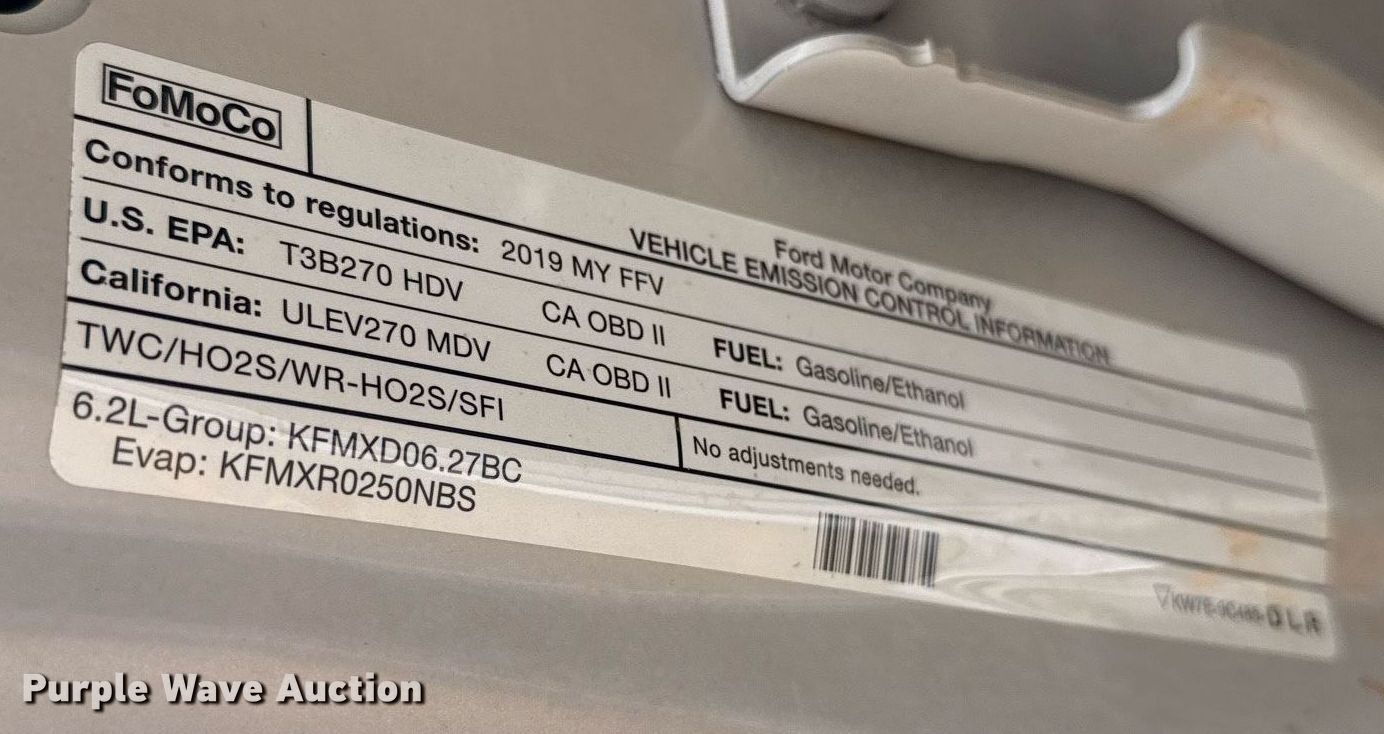 FoMoCo
Ford Motor Company
VEHICLE EMISSION CONTROL INFORMATION
Conforms to regulations: 2019 MY FFV
U.S. EPA: T3B270 HDV CA OBD II FUEL: Gasoline/Ethanol
California: ULEV270 MDV CA OBD II FUEL: Gasoline/Ethanol
TWC/HO2S/WR-HO2S/SFI No adjustments needed.
6.2L-Group: KFMXD06.27BC
Evap: KFMXR0250NBS
Purple Wave Auction